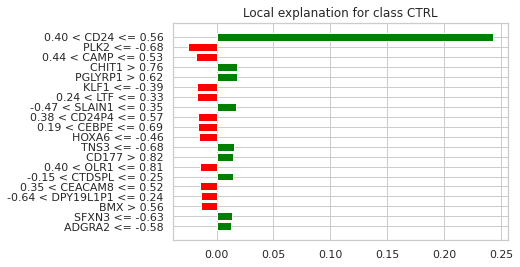 Local explanation for class CTRL
0.40 < CD24 <= 0.56
PLK2 <= -0.68
0.44 < CAMP <= 0.53
CHIT1 > 0.76
PGLYRP1 > 0.62
KLF1 <= -0.39
0.24 < LTF <= 0.33
-0.47 < SLAIN1 <= 0.35
0.38 < CD24P4 <= 0.57
0.19 < CEBPE <= 0.69
HOXA6 <= -0.46
TNS3 <= -0.68
CD177 > 0.82
0.40 < OLR1 <= 0.81
-0.15 < CTDSPL <= 0.25
0.35 < CEACAM8 <= 0.52
-0.64 < DPY19L1P1 <= 0.24
BMX > 0.56
SFXN3 <= -0.63
ADGRA2 <= -0.58
0.00 0.05 0.10 0.15 0.20 0.25